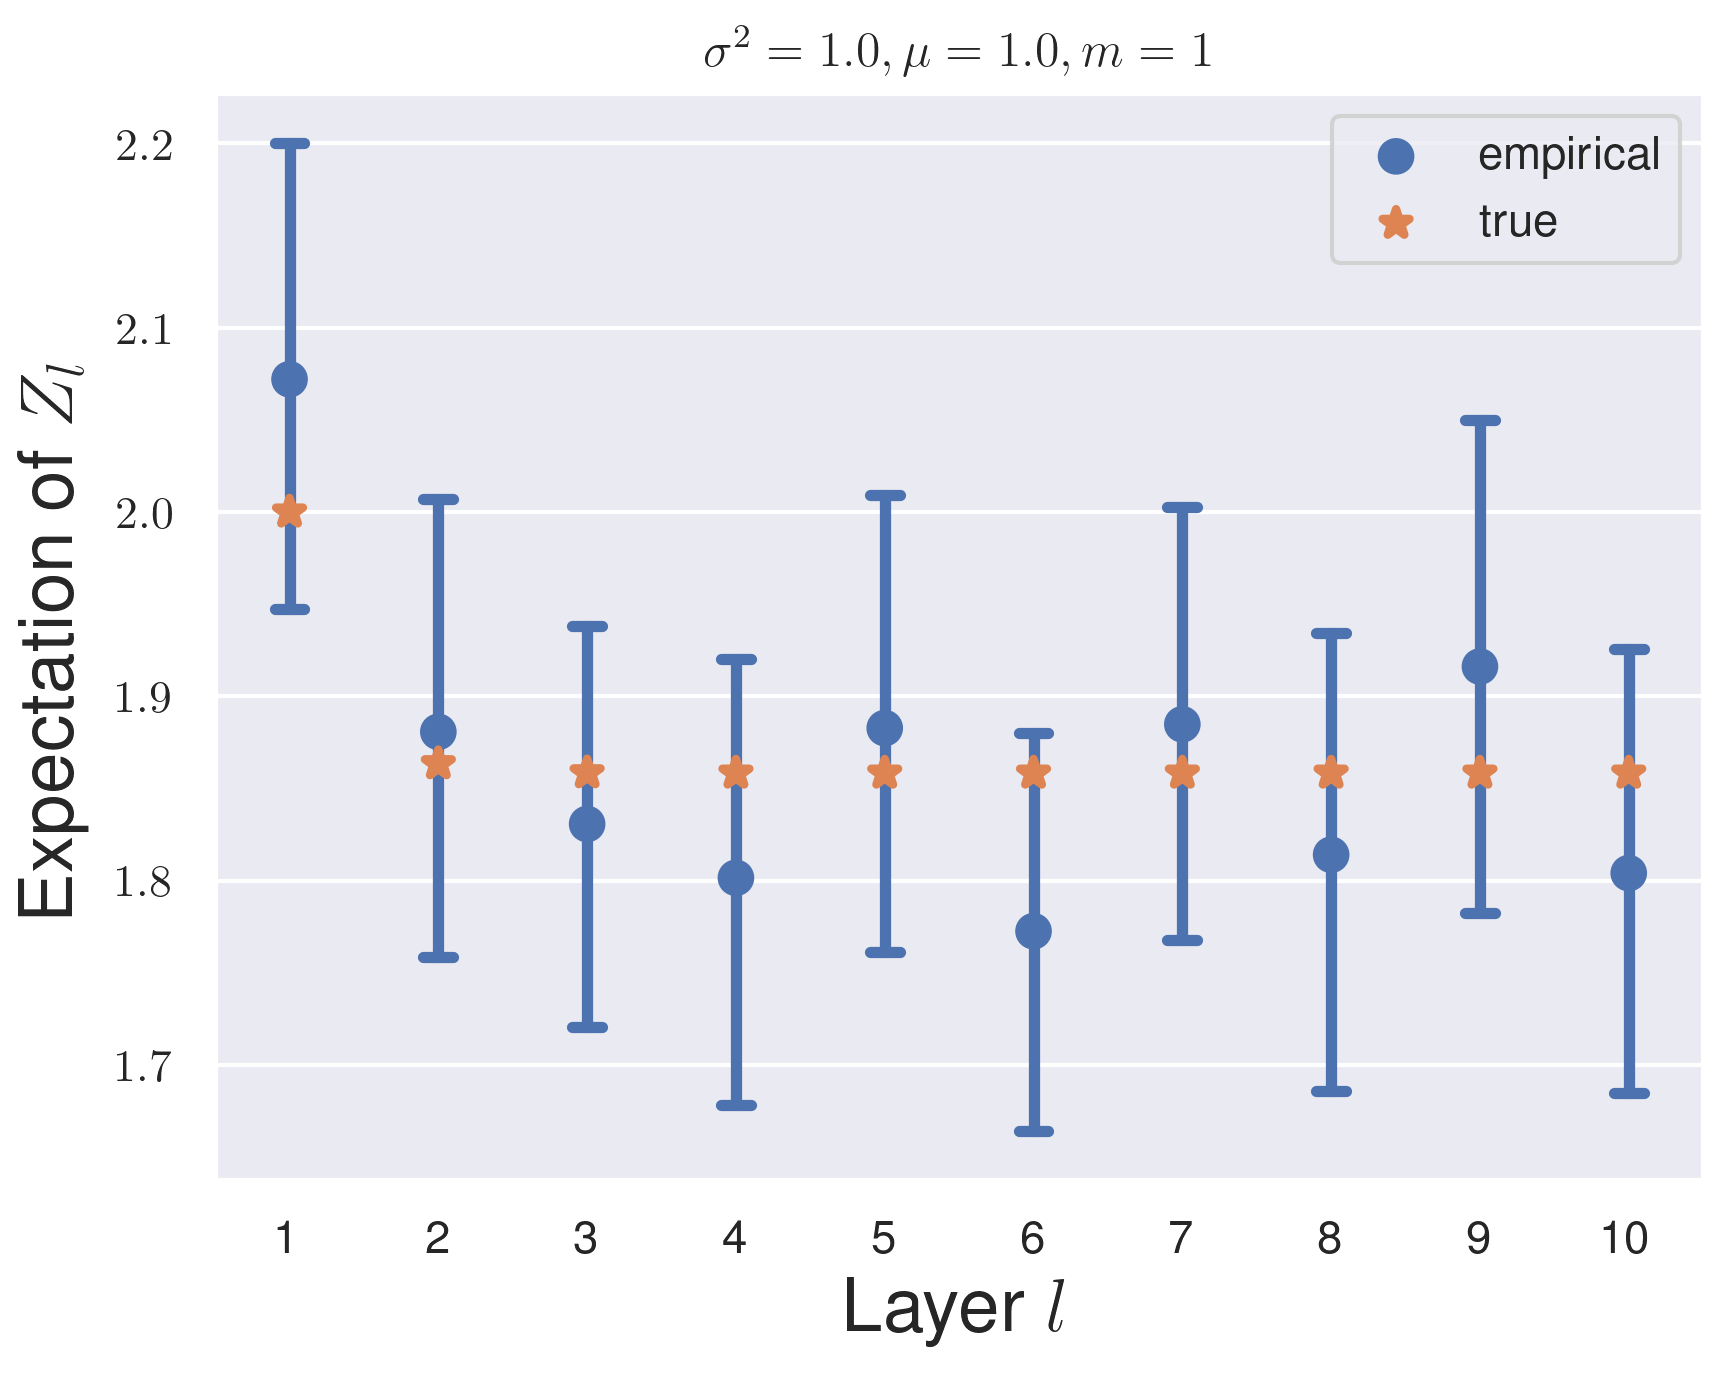 σ² = 1.0, μ = 1.0, m = 1
empirical
true
Expectation of Z_l
2.2
2.1
2.0
1.9
1.8
1.7
1 2 3 4 5 6 7 8 9 10
Layer l